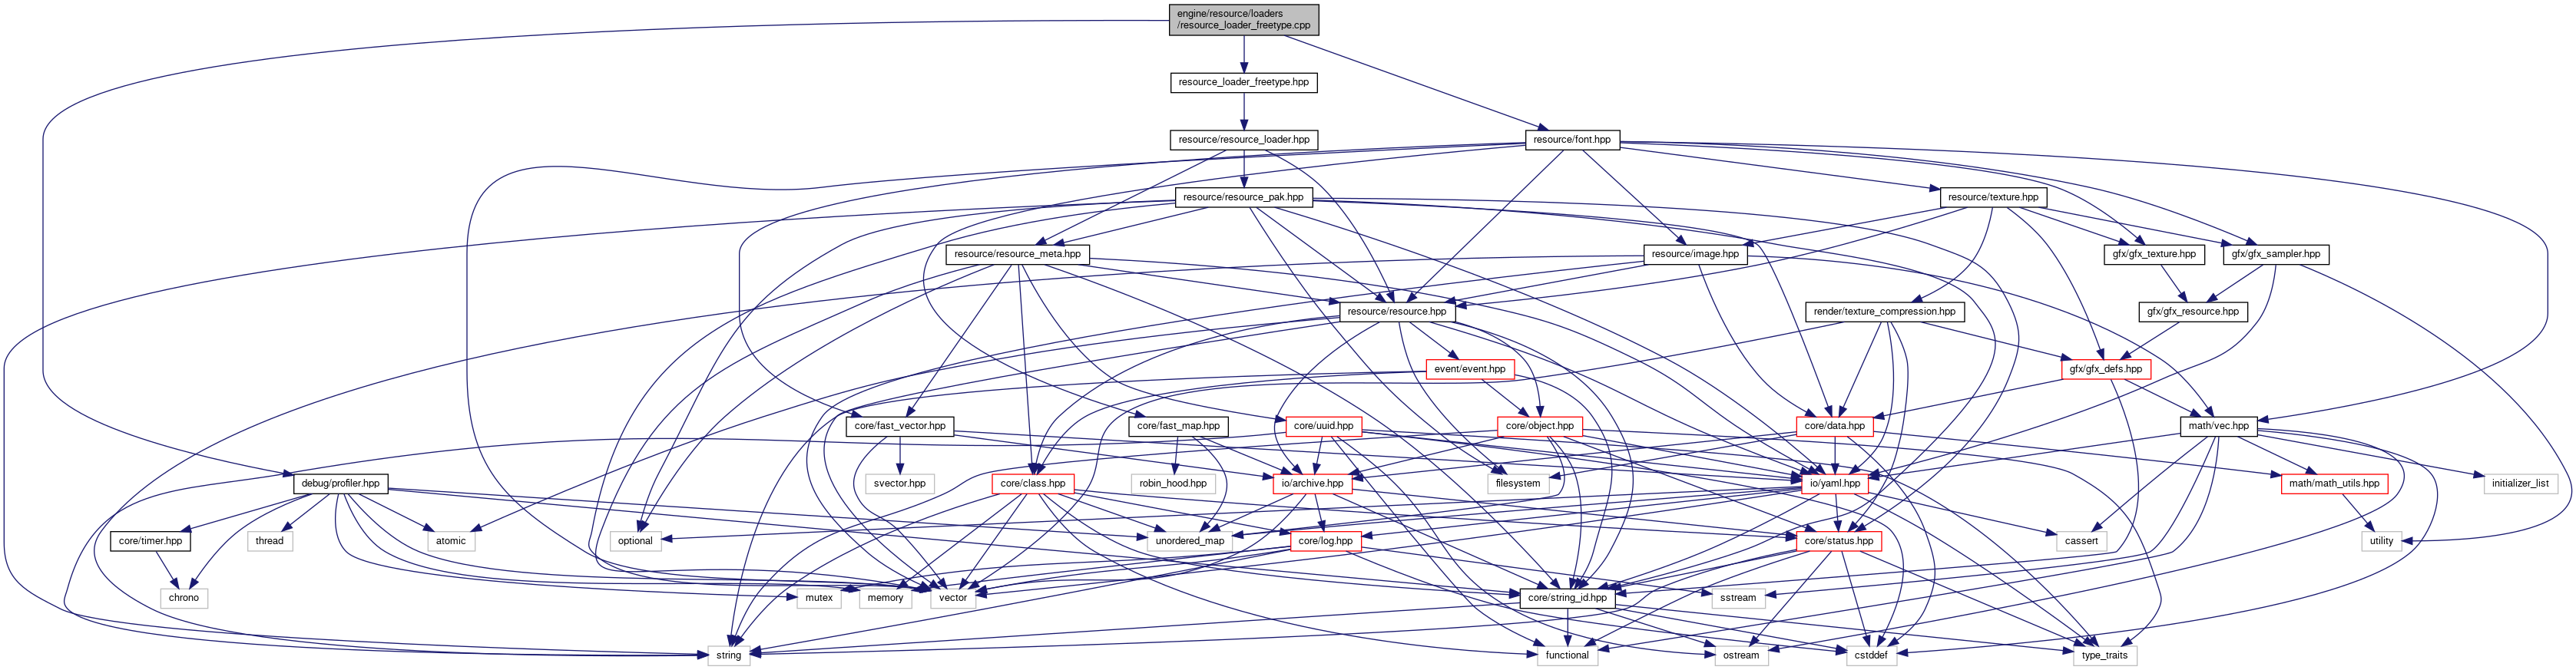 engine/resource/loaders
/resource_loader_freetype.cpp
resource_loader_freetype.hpp
resource/resource_loader.hpp
resource/font.hpp
resource/resource_pak.hpp
resource/texture.hpp
resource/resource_meta.hpp
resource/image.hpp
gfx/gfx_texture.hpp
gfx/gfx_sampler.hpp
resource/resource.hpp
render/texture_compression.hpp
gfx/gfx_resource.hpp
event/event.hpp
gfx/gfx_defs.hpp
core/fast_vector.hpp
core/fast_map.hpp
core/uuid.hpp
core/object.hpp
core/data.hpp
math/vec.hpp
debug/profiler.hpp
svector.hpp
core/class.hpp
robin_hood.hpp
io/archive.hpp
filesystem
io/yaml.hpp
math/math_utils.hpp
initializer_list
core/timer.hpp
thread
atomic
optional
unordered_map
core/log.hpp
core/status.hpp
cassert
utility
chrono
mutex
memory
vector
sstream
core/string_id.hpp
string
functional
ostream
cstddef
type_traits